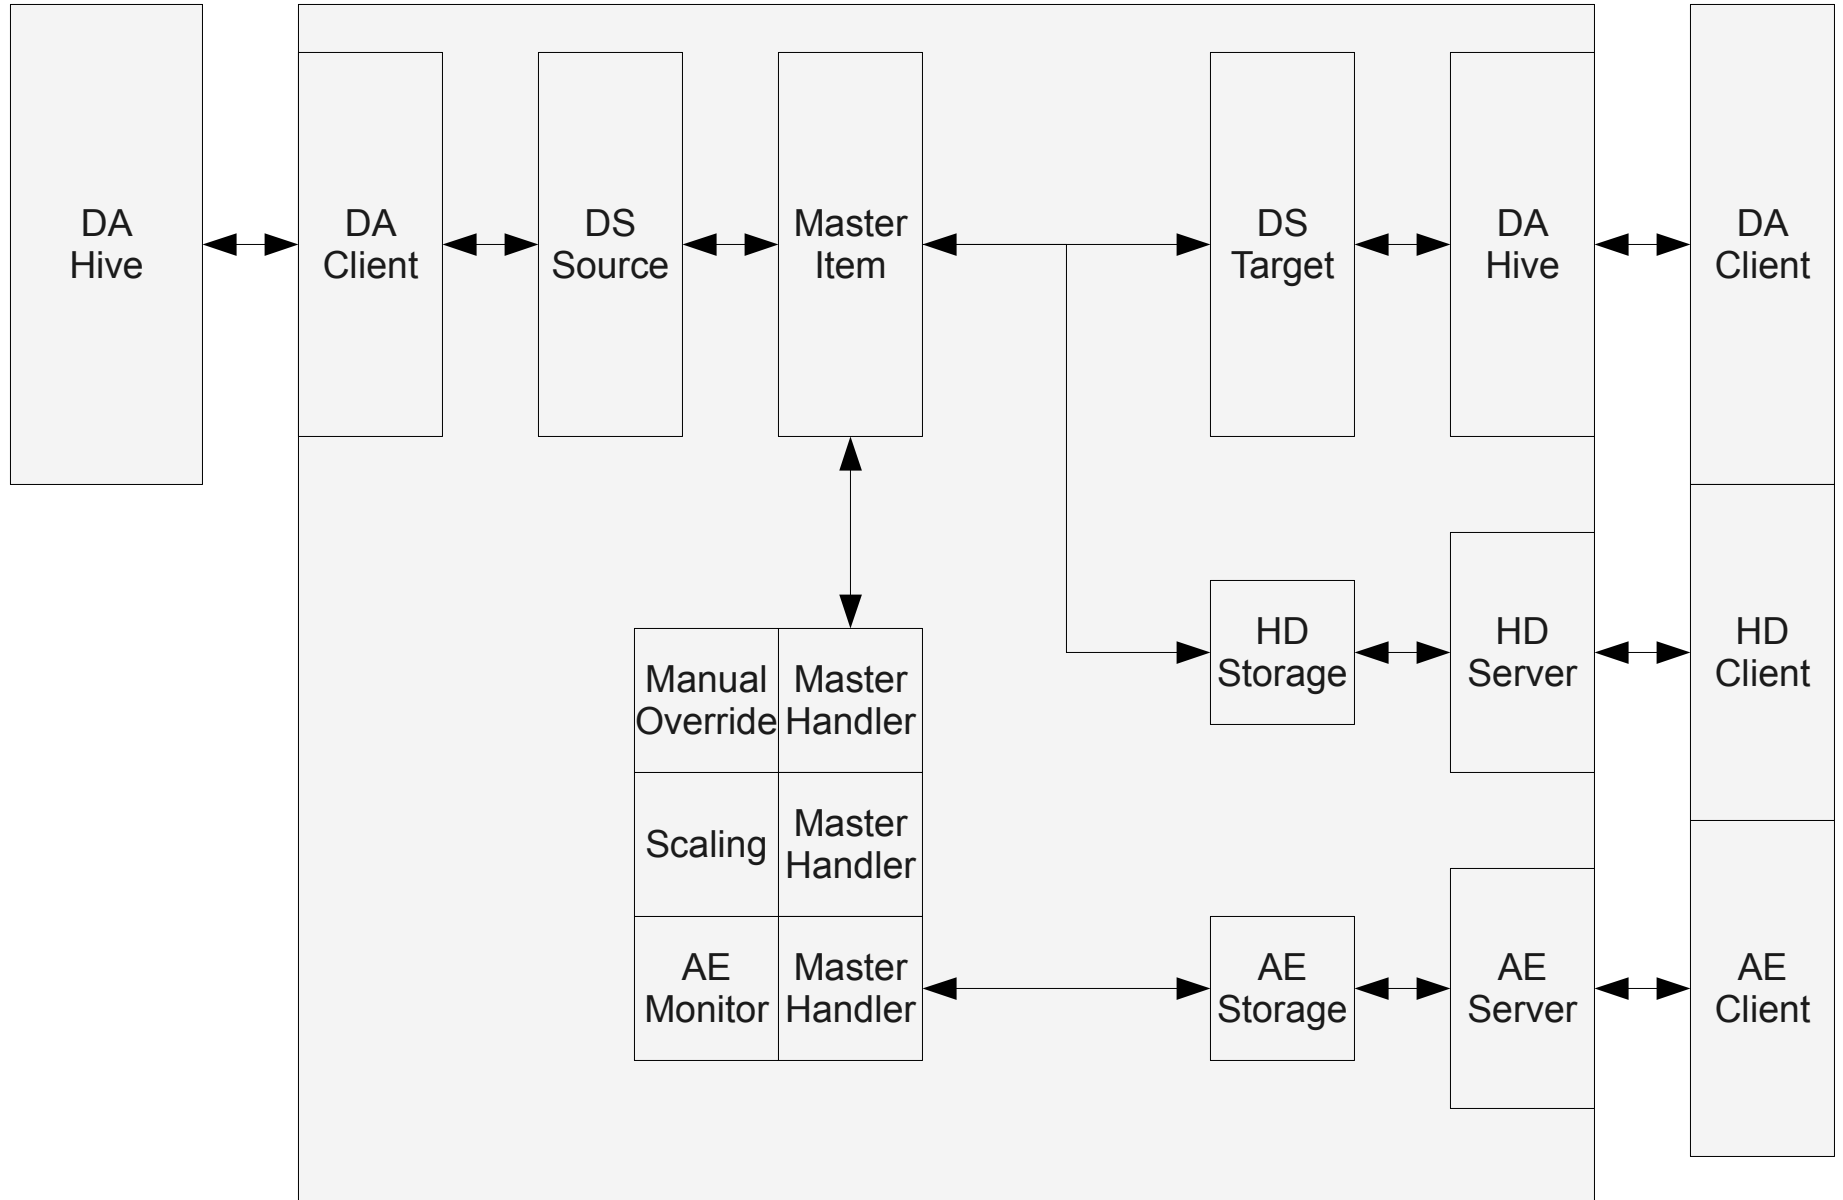 DA
Hive
DA
Client
DS
Source
Master
Item
DS
Target
DA
Hive
DA
Client
Manual
Override
Master
Handler
HD
Storage
HD
Server
HD
Client
Scaling
Master
Handler
AE
Monitor
Master
Handler
AE
Storage
AE
Server
AE
Client